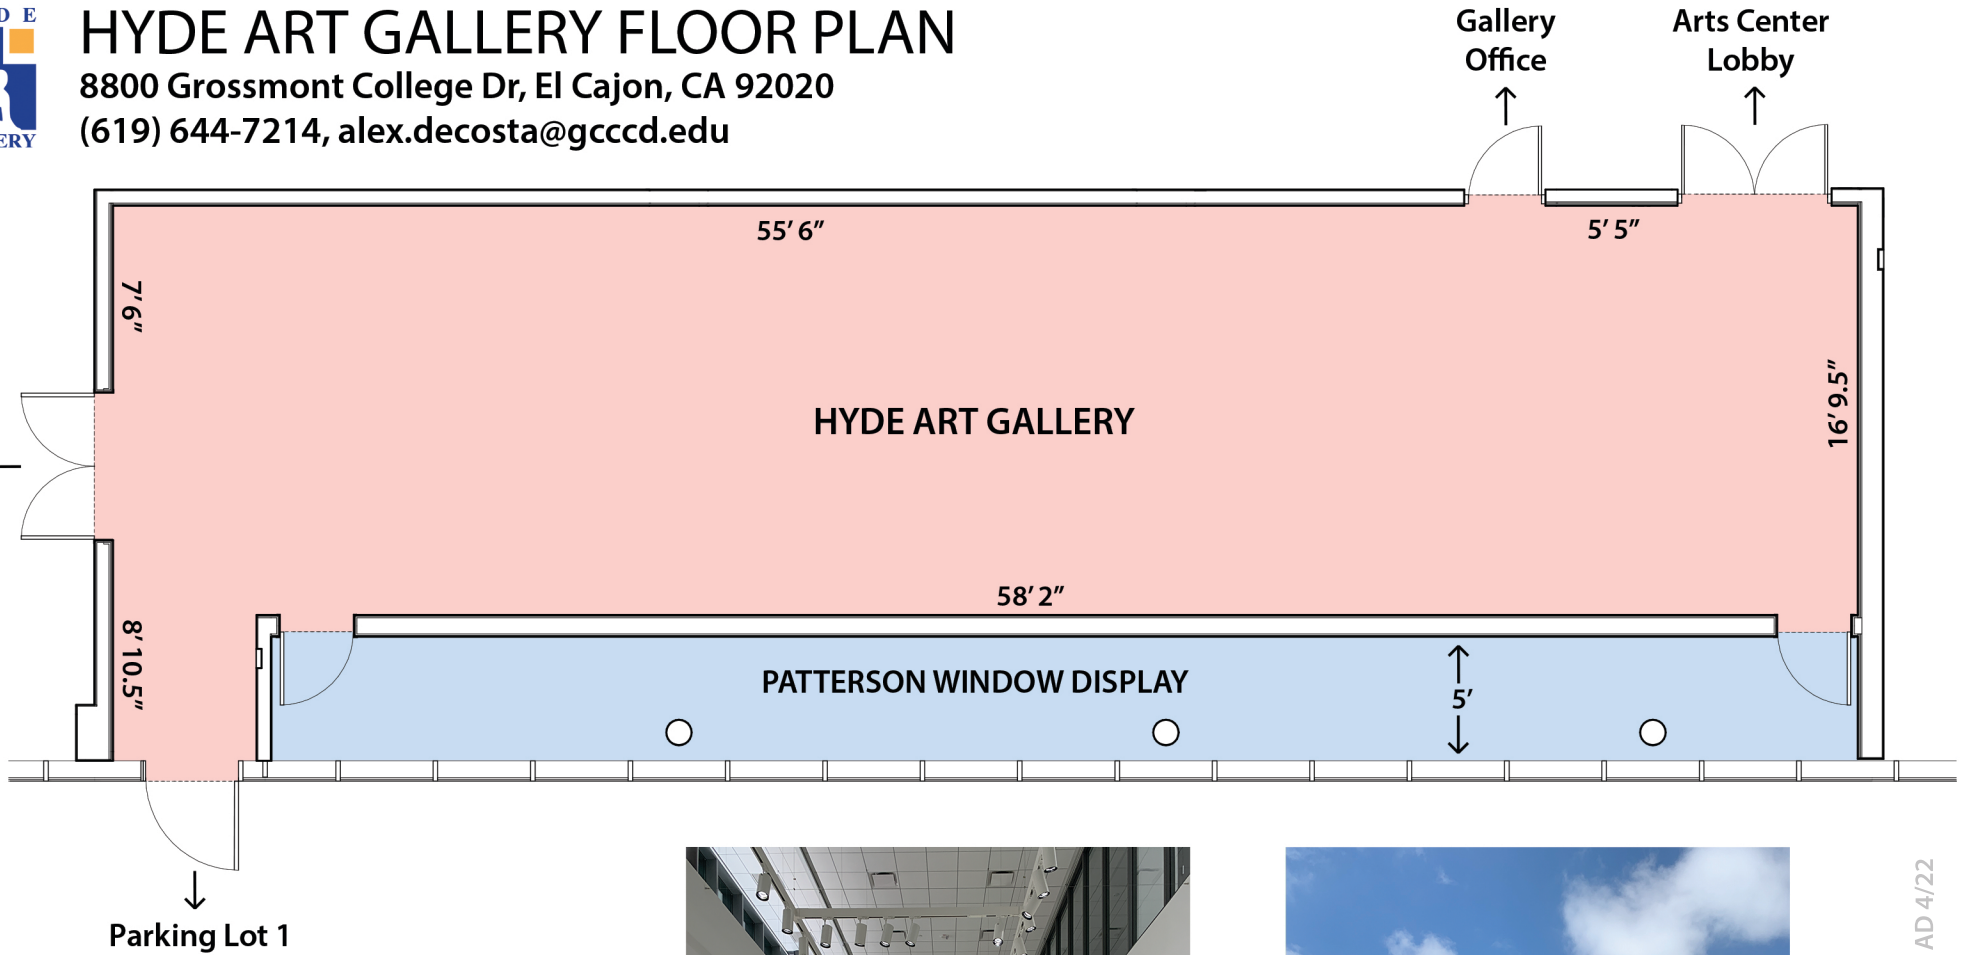 D E
ERY
HYDE ART GALLERY FLOOR PLAN
8800 Grossmont College Dr, El Cajon, CA 92020
(619) 644-7214, alex.decosta@gcccd.edu
Gallery
Office
Arts Center
Lobby
55’ 6”
5’ 5”
7’ 6”
HYDE ART GALLERY
16’ 9.5”
58’ 2”
8’ 10.5”
PATTERSON WINDOW DISPLAY
5’
Parking Lot 1
AD 4/22